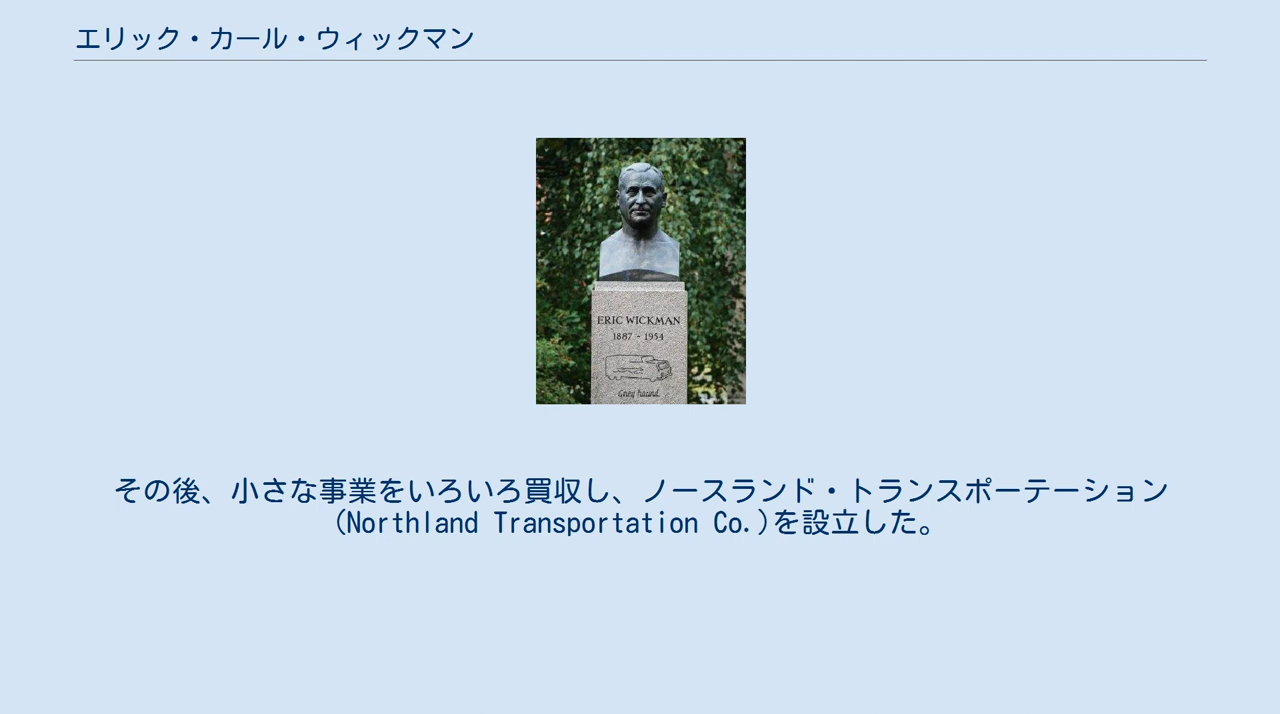 エリック・カール・ウィックマン
ERIC WICKMAN
1887 - 1954
Grey hound
その後、小さな事業をいろいろ買収し、ノースランド・トランスポーテーション
(Northland Transportation Co.)を設立した。